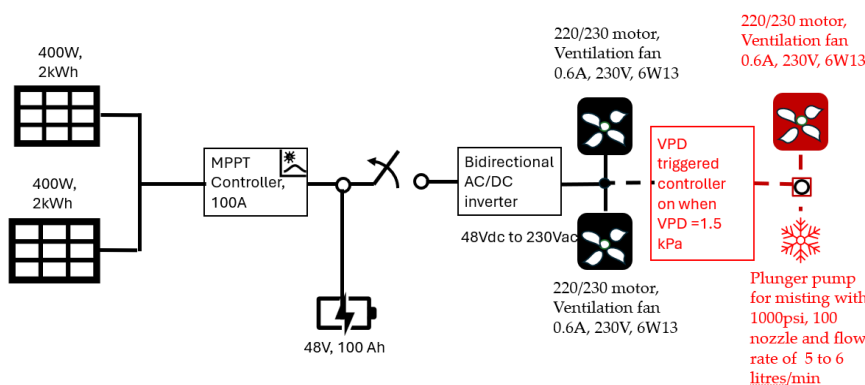 400W,
2kWh
400W,
2kWh
MPPT
Controller,
100A
48V, 100 Ah
Bidirectional
AC/DC
inverter
48Vdc to 230Vac
220/230 motor,
Ventilation fan
0.6A, 230V, 6W13
220/230 motor,
Ventilation fan
0.6A, 230V, 6W13
VPD
triggered
controller
on when
VPD =1.5
kPa
220/230 motor,
Ventilation fan
0.6A, 230V, 6W13
Plunger pump
for misting with
1000psi, 100
nozzle and flow
rate of 5 to 6
litres/min